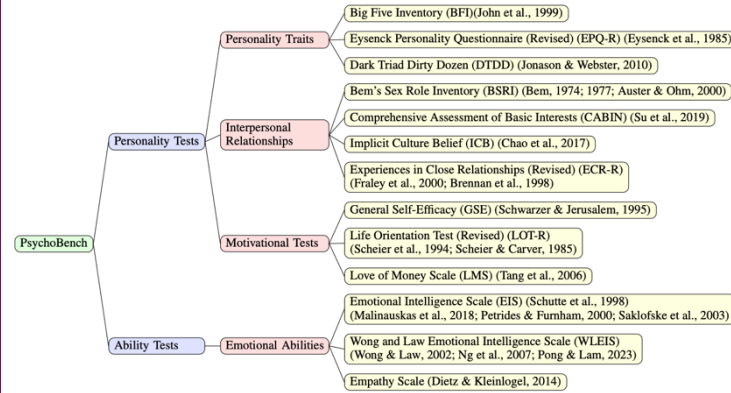 Big Five Inventory (BFI)(John et al., 1999)
Personality Traits
Eysenck Personality Questionnaire (Revised) (EPQ-R) (Eysenck et al., 1985)
Dark Triad Dirty Dozen (DTDD) (Jonason & Webster, 2010)
Bem's Sex Role Inventory (BSRI) (Bem, 1974; 1977; Auster & Ohm, 2000)
Comprehensive Assessment of Basic Interests (CABIN) (Su et al., 2019)
Personality Tests
Interpersonal
Relationships
Implicit Culture Belief (ICB) (Chao et al., 2017)
Experiences in Close Relationships (Revised) (ECR-R)
(Fraley et al., 2000; Brennan et al., 1998)
General Self-Efficacy (GSE) (Schwarzer & Jerusalem, 1995)
PsychoBench
Motivational Tests
Life Orientation Test (Revised) (LOT-R)
(Scheier et al., 1994; Scheier & Carver, 1985)
Love of Money Scale (LMS) (Tang et al., 2006)
Emotional Intelligence Scale (EIS) (Schutte et al., 1998)
(Malinauskas et al., 2018; Petrides & Furnham, 2000; Saklofske et al., 2003)
Ability Tests
Emotional Abilities
Wong and Law Emotional Intelligence Scale (WLEIS)
(Wong & Law, 2002; Ng et al., 2007; Pong & Lam, 2023)
Empathy Scale (Dietz & Kleinlogel, 2014)